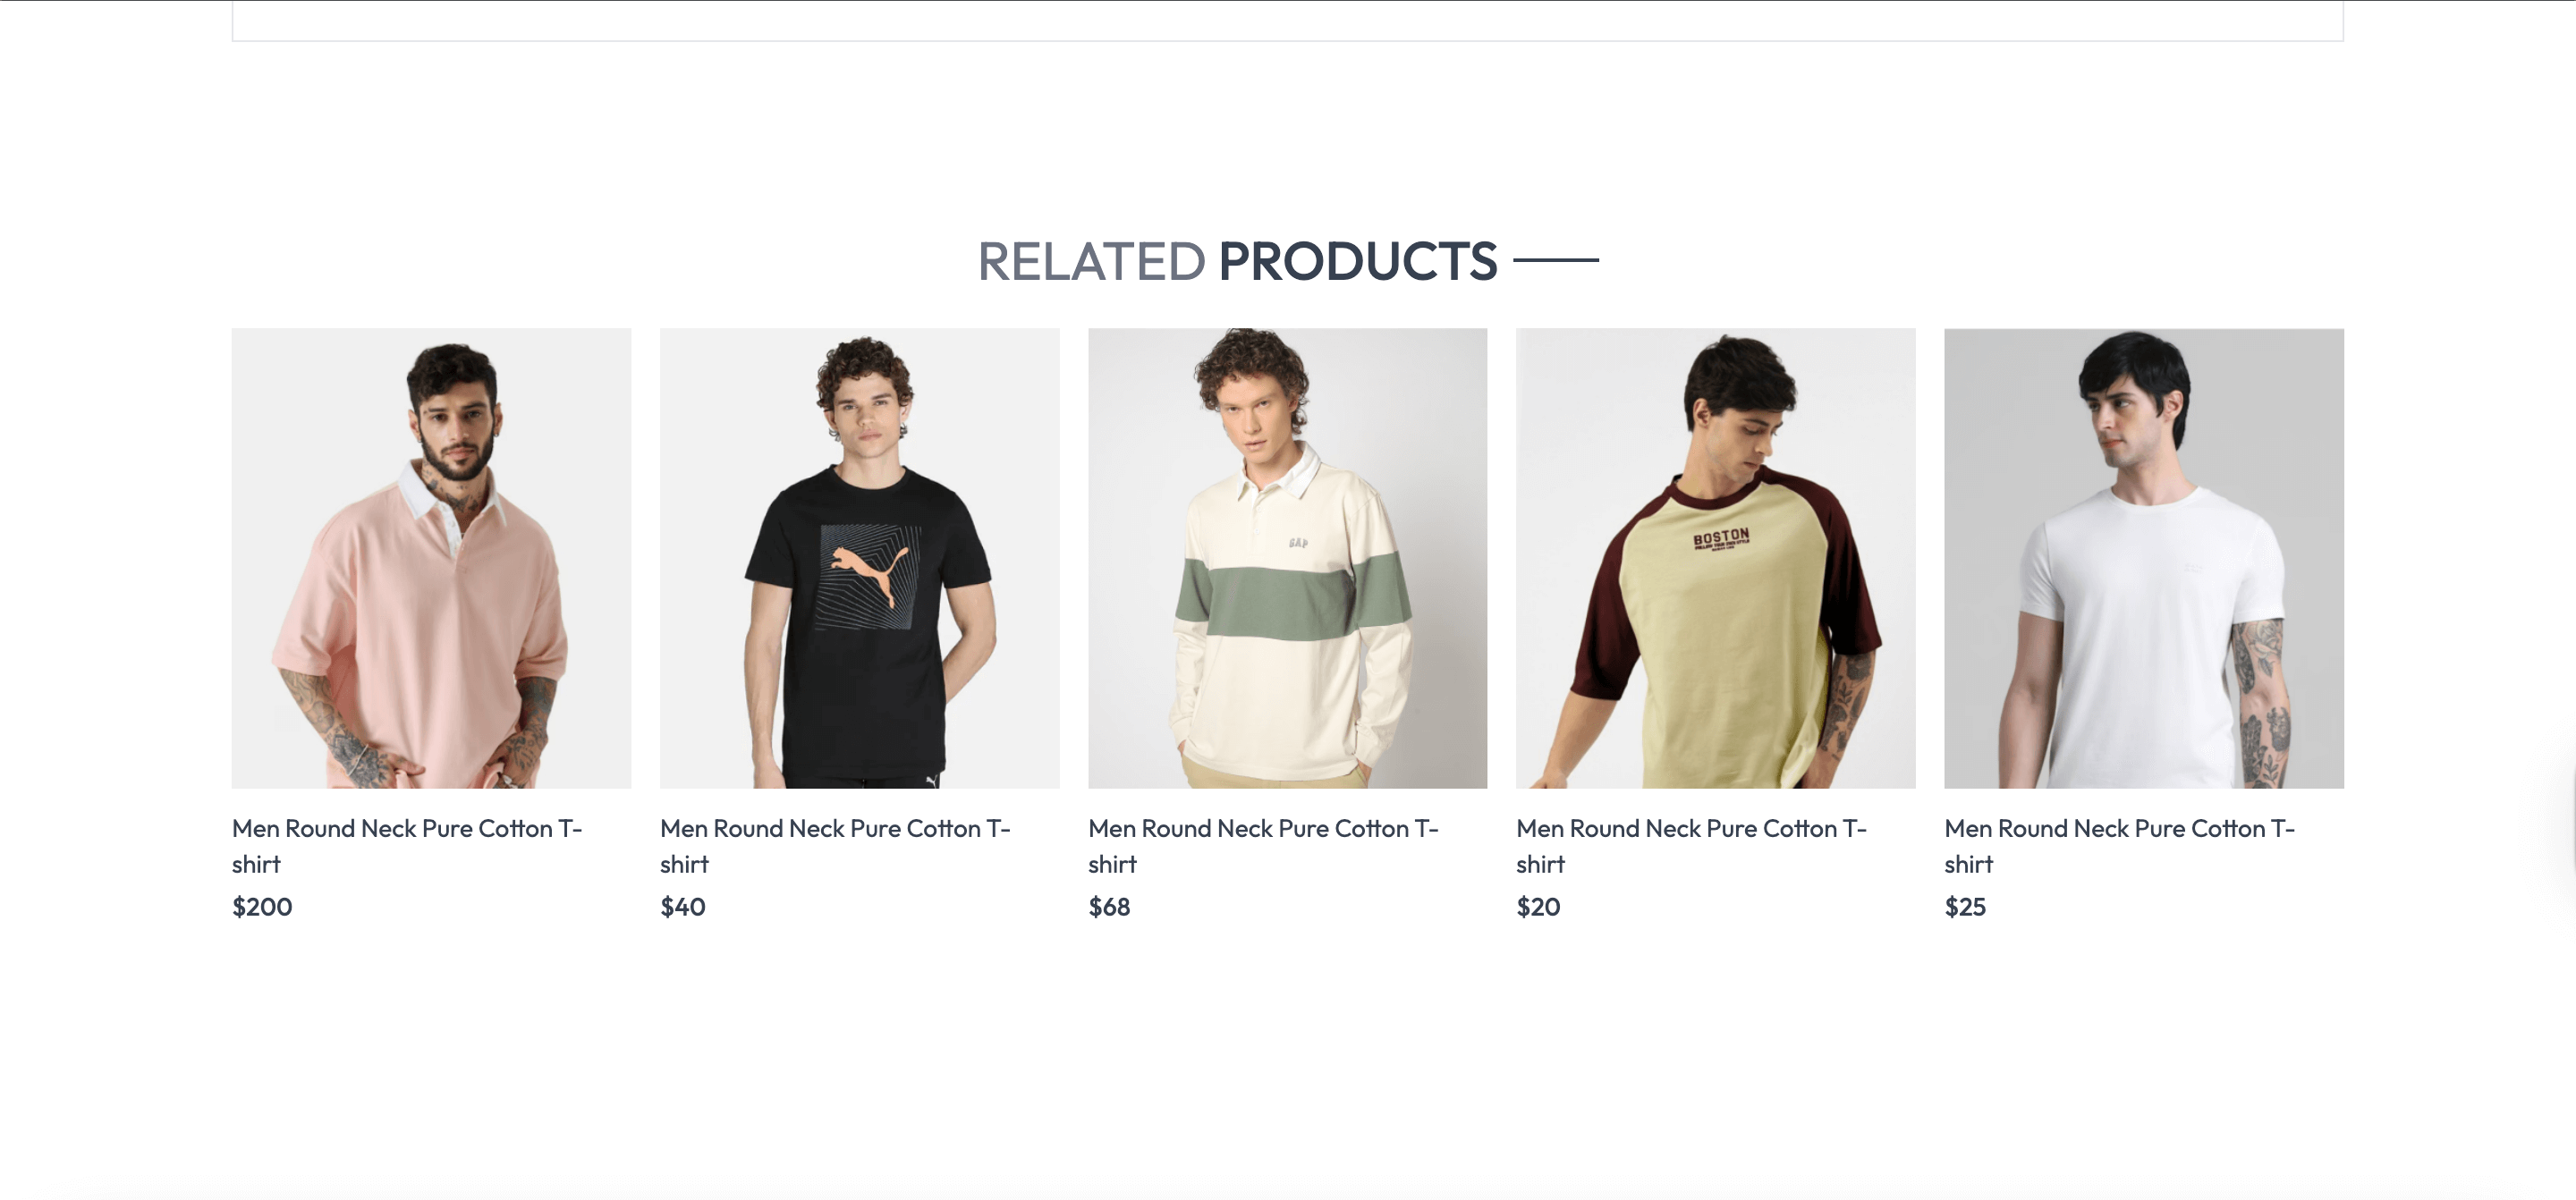 RELATED PRODUCTS
GAP
BOSTON
Men Round Neck Pure Cotton T-
shirt
$200
Men Round Neck Pure Cotton T-
shirt
$40
Men Round Neck Pure Cotton T-
shirt
$68
Men Round Neck Pure Cotton T-
shirt
$20
Men Round Neck Pure Cotton T-
shirt
$25